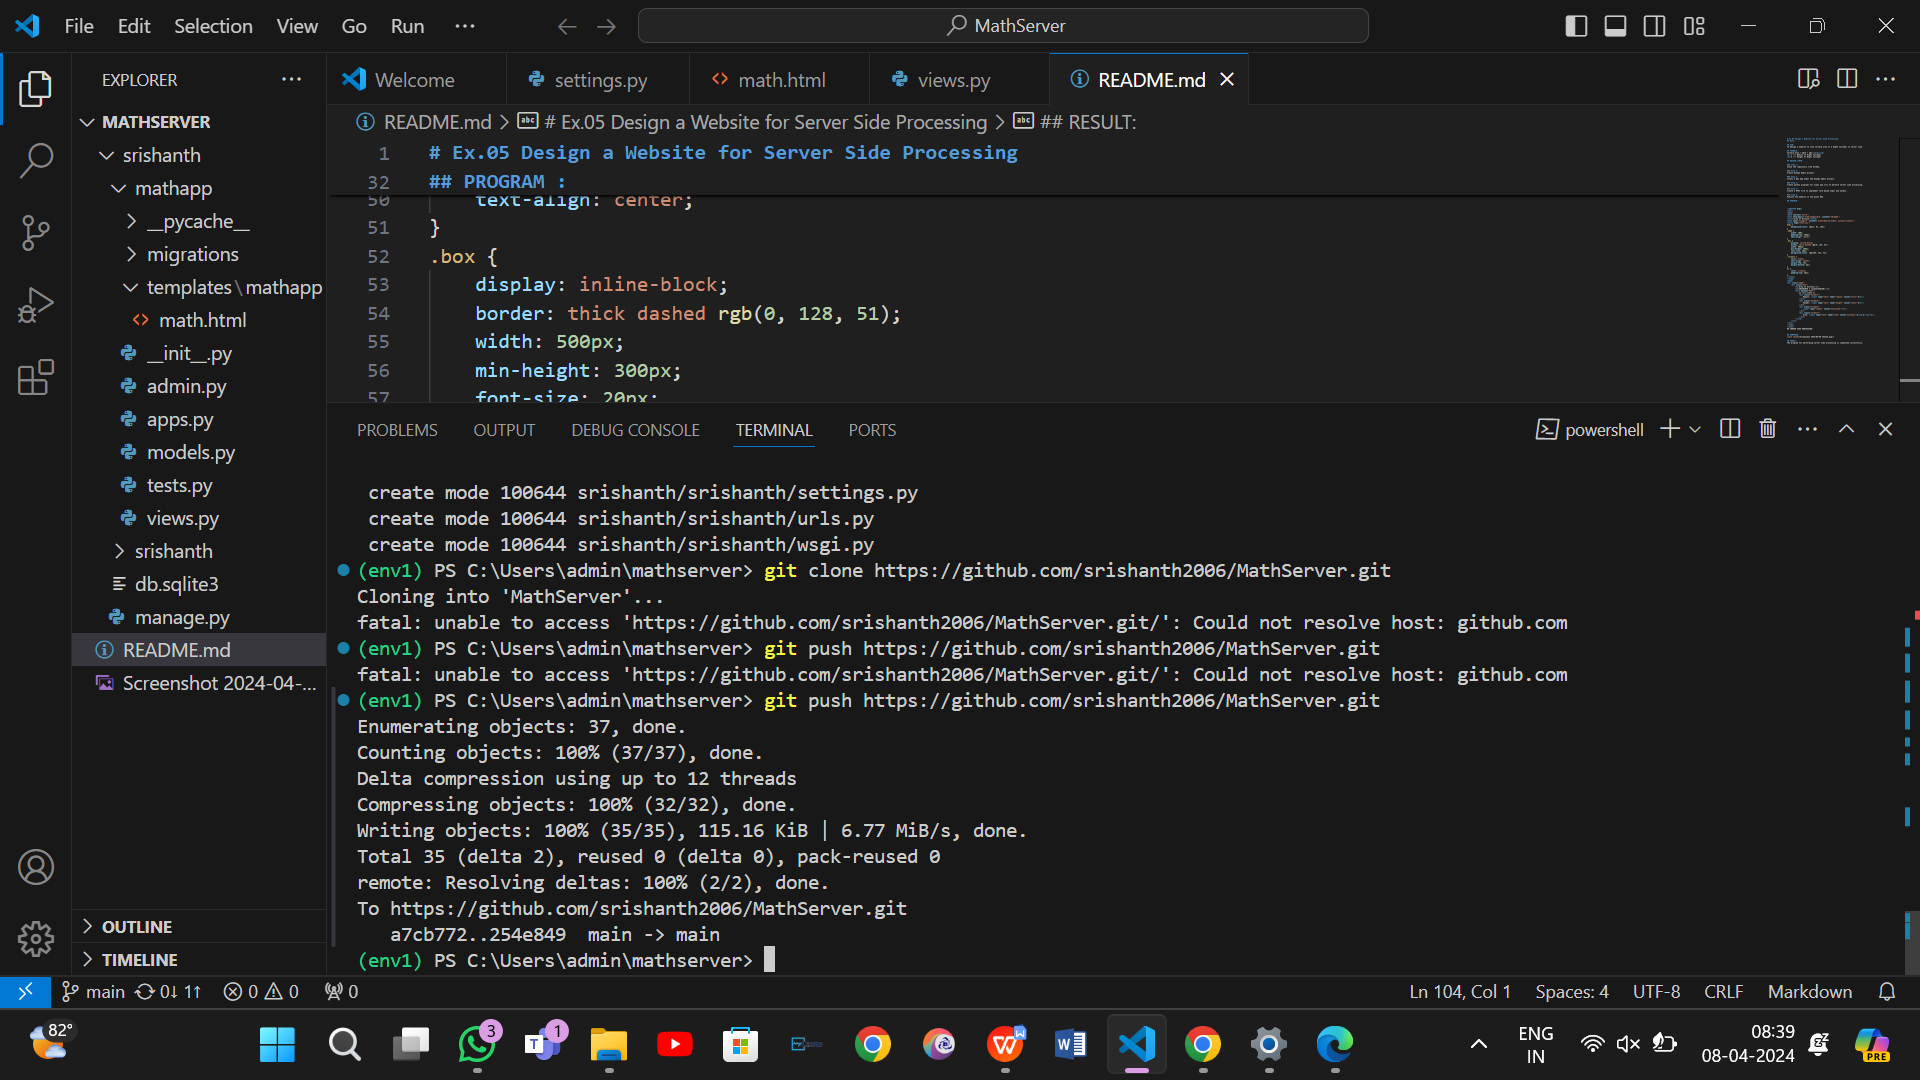 File Edit Selection View Go Run ···
MathServer
EXPLORER ···
MATHSERVER
srishanth
mathapp
__pycache__
migrations
templates\mathapp
math.html
__init__.py
admin.py
apps.py
models.py
tests.py
views.py
srishanth
db.sqlite3
manage.py
README.md
Screenshot 2024-04-...
OUTLINE
TIMELINE
Welcome settings.py math.html views.py README.md
README.md > # Ex.05 Design a Website for Server Side Processing > ## RESULT:
1 # Ex.05 Design a Website for Server Side Processing
32 ## PROGRAM :
50 text-align: center;
51 }
52 .box {
53 display: inline-block;
54 border: thick dashed rgb(0, 128, 51);
55 width: 500px;
56 min-height: 300px;
57 font-size: 20px;
PROBLEMS OUTPUT DEBUG CONSOLE TERMINAL PORTS
powershell
create mode 100644 srishanth/srishanth/settings.py
create mode 100644 srishanth/srishanth/urls.py
create mode 100644 srishanth/srishanth/wsgi.py
(env1) PS C:\Users\admin\mathserver> git clone https://github.com/srishanth2006/MathServer.git
Cloning into 'MathServer'...
fatal: unable to access 'https://github.com/srishanth2006/MathServer.git/': Could not resolve host: github.com
(env1) PS C:\Users\admin\mathserver> git push https://github.com/srishanth2006/MathServer.git
fatal: unable to access 'https://github.com/srishanth2006/MathServer.git/': Could not resolve host: github.com
(env1) PS C:\Users\admin\mathserver> git push https://github.com/srishanth2006/MathServer.git
Enumerating objects: 37, done.
Counting objects: 100% (37/37), done.
Delta compression using up to 12 threads
Compressing objects: 100% (32/32), done.
Writing objects: 100% (35/35), 115.16 KiB | 6.77 MiB/s, done.
Total 35 (delta 2), reused 0 (delta 0), pack-reused 0
remote: Resolving deltas: 100% (2/2), done.
To https://github.com/srishanth2006/MathServer.git
a7cb772..254e849 main -> main
(env1) PS C:\Users\admin\mathserver>
main 0↓ 1↑ 0 0 0
Ln 104, Col 1 Spaces: 4 UTF-8 CRLF Markdown
82° 3 1
ENG
IN
08:39
08-04-2024
PRE